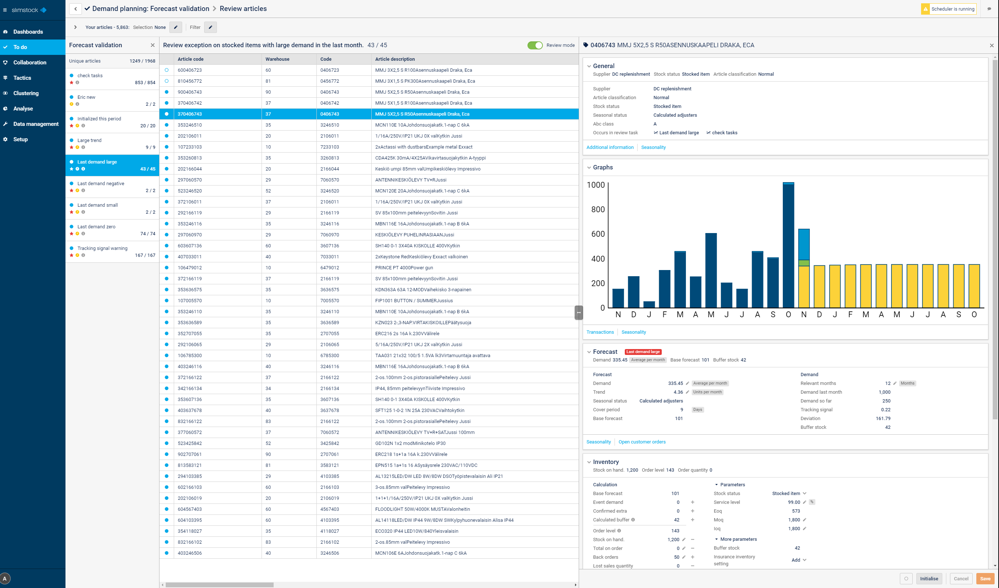 slimstock
Demand planning: Forecast validation > Review articles
Scheduler is running
Your articles - 5,863: Selection None Filter
Dashboards
To do
Collaboration
Tactics
Clustering
Analyse
Data management
Setup
A
Forecast validation
Unique articles 1249 / 1968
check tasks
853 / 854
Eric new
2 / 2
Initialized this period
20 / 20
Large trend
9 / 9
Last demand large
43 / 45
Last demand negative
2 / 2
Last demand small
2 / 2
Last demand zero
74 / 74
Tracking signal warning
167 / 167
Review exception on stocked items with large demand in the last month. 43 / 45 Review mode
Article code Warehouse Code Article description
600406723 60 0406723 MMJ 3X2,5 S R100Asennuskaapeli Draka, Eca
810456772 81 0456772 MMJ 3X1,5 S PK300Asennuskaapeli Draka, Eca
900406743 90 0406743 MMJ 5X2,5 S R50Asennuskaapeli Draka, Eca
370406742 37 0406742 MMJ 5X1,5 S R100Asennuskaapeli Draka, Eca
370406743 37 0406743 MMJ 5X2,5 S R50Asennuskaapeli Draka, Eca
353246510 35 3246510 MCN110E 10AJohdonsuojakatk.1-nap C 6kA
202106011 20 2106011 1/16A/250V/IP21 UKJ 0X valKytkin Jussi
107233103 10 7233103 2xActassi with dustbarsExample metal Exxact
353260813 35 3260813 CDA425K 30mA/4X25AVikavirtasuojakytkin A-tyyppi
202166044 20 2166044 Keskiö umpi 85mm valUmpikeskiölevy Impressivo
297060570 29 7060570 ANTENNIKESKIÖLEVY TV+RJussi
523246520 52 3246520 MCN120E 20AJohdonsuojakatk.1-nap C 6kA
372106011 37 2106011 1/16A/250V/IP21 UKJ 0X valKytkin Jussi
292166119 29 2166119 SV 85x100mm peitelevyynSovitin Jussi
353246116 35 3246116 MBN116E 16AJohdonsuojakatk.1-nap B 6kA
297060970 29 7060970 KESKIÖLEVY PUHELINRASIAANJussi
603607136 60 3607136 SH140 0-1 3X40A KISKOLLE 400VKytkin
407033011 40 7033011 2xKeystone RedKeskiölevy Exxact valkoinen
106479012 10 6479012 PRINCE PT 4000Power gun
372166119 37 2166119 SV 85x100mm peitelevyynSovitin Jussi
353636575 35 3636575 KDN363A 63A 12-MODVaihekisko 3-napainen
107005570 10 7005570 FIP1001 BUTTON / SUMMERJussius
353246110 35 3246110 MBN110E 10AJohdonsuojakatk.1-nap B 6kA
353636589 35 3636589 KZN023 2-,3-NAP.VIRTAKISKOILLEPäätysuoja
352707055 35 2707055 ERC216 2s 16A k.230VVälirele
292106065 29 2106065 5/16A/250V/IP21 UKJ 2X valKytkin Jussi
106785300 10 6785300 TAA031 21x32 100/5 1.5VA lk3Virtamuuntaja avattava
403246116 40 3246116 MBN116E 16AJohdonsuojakatk.1-nap B 6kA
372166122 37 2166122 2-os.100mm 2-os.pistorasiallePeitelevy Jussi
342166134 34 2166134 IP44, 85mm peitelevyynTiiviste Impressivo
353607136 35 3607136 SH140 0-1 3X40A KISKOLLE 400VKytkin
403637678 40 3637678 SFT125 1-0-2 1N 25A 230VACVaihtokytkin
832166122 83 2166122 2-os.100mm 2-os.pistorasiallePeitelevy Jussi
377060572 37 7060572 ANTENNIKESKIÖLEVY TV+R+SATJussi 100mm
523425842 52 3425842 GD102N 1x2 modMinikotelo IP30
902707061 90 2707061 ERC218 1s+1a 16A k.230VVälirele
813583121 81 3583121 EPN515 1a+1s 16 ASysäysrele 230VAC/110VDC
294103385 29 4103385 AL13215LED/DW LED 8W/8DW DSOTyöpistevalaisin Ali IP21
602166103 60 2166103 3-os.85mm valPeitelevy Impressivo
202106019 20 2106019 1+1+1/16A/250V/IP21 UKJ 0X valKytkin Jussi
604567403 60 4567403 FLOODLIGHT 50W/4000K MUSTAValonheitin
604103395 60 4103395 AL14118LED/DW IP44 9W/8DW SWKylpyhuonevalaisin Alisa IP44
354118027 35 4118027 ECO320 IP44 LED10W/840Yleisvalaisin
832166102 83 2166102 2-os.85mm valPeitelevy Impressivo
403246506 40 3246506 MCN106E 6AJohdonsuojakatk.1-nap C 6kA
0406743 MMJ 5X2,5 S R50ASENNUSKAAPELI DRAKA, ECA
General
Supplier DC replenishment Stock status Stocked item Article classification Normal
Supplier DC replenishment
Article classification Normal
Stock status Stocked item
Seasonal status Calculated adjusters
Abc class A
Occurs in review task Last demand large check tasks
Additional information Seasonality
Graphs
1000
800
600
400
200
0
N D J F M A M J J A S O N D J F M A M J J A S O
Transactions Seasonality
Forecast Last demand large
Demand 335.45 Average per month Base forecast 101 Buffer stock 42
Forecast Demand
Demand 335.45 Average per month Relevant months 12 Months
Trend 4.36 Units per month Demand last month 1,000
Seasonal status Calculated adjusters Demand so far 250
Cover period 9 Days Tracking signal 0.22
Base forecast 101 Deviation 161.79
Buffer stock 42
Seasonality Open customer orders
Inventory
Stock on hand. 1,200 Order level 143 Order quantity 0
Calculation Parameters
Base forecast 101 Stock status Stocked item
Event demand 0 + Service level 99.00 %
Confirmed extra 0 + Eoq 573
Calculated buffer 42 + Moq 1,800
Order level 143 Ioq 1,800
Stock on hand. 1,200 − More parameters
Total on order 0 − Buffer stock 42
Back orders 50 + Insurance inventory setting Add
Lost sales quantity 0 −
Initialise Cancel Save